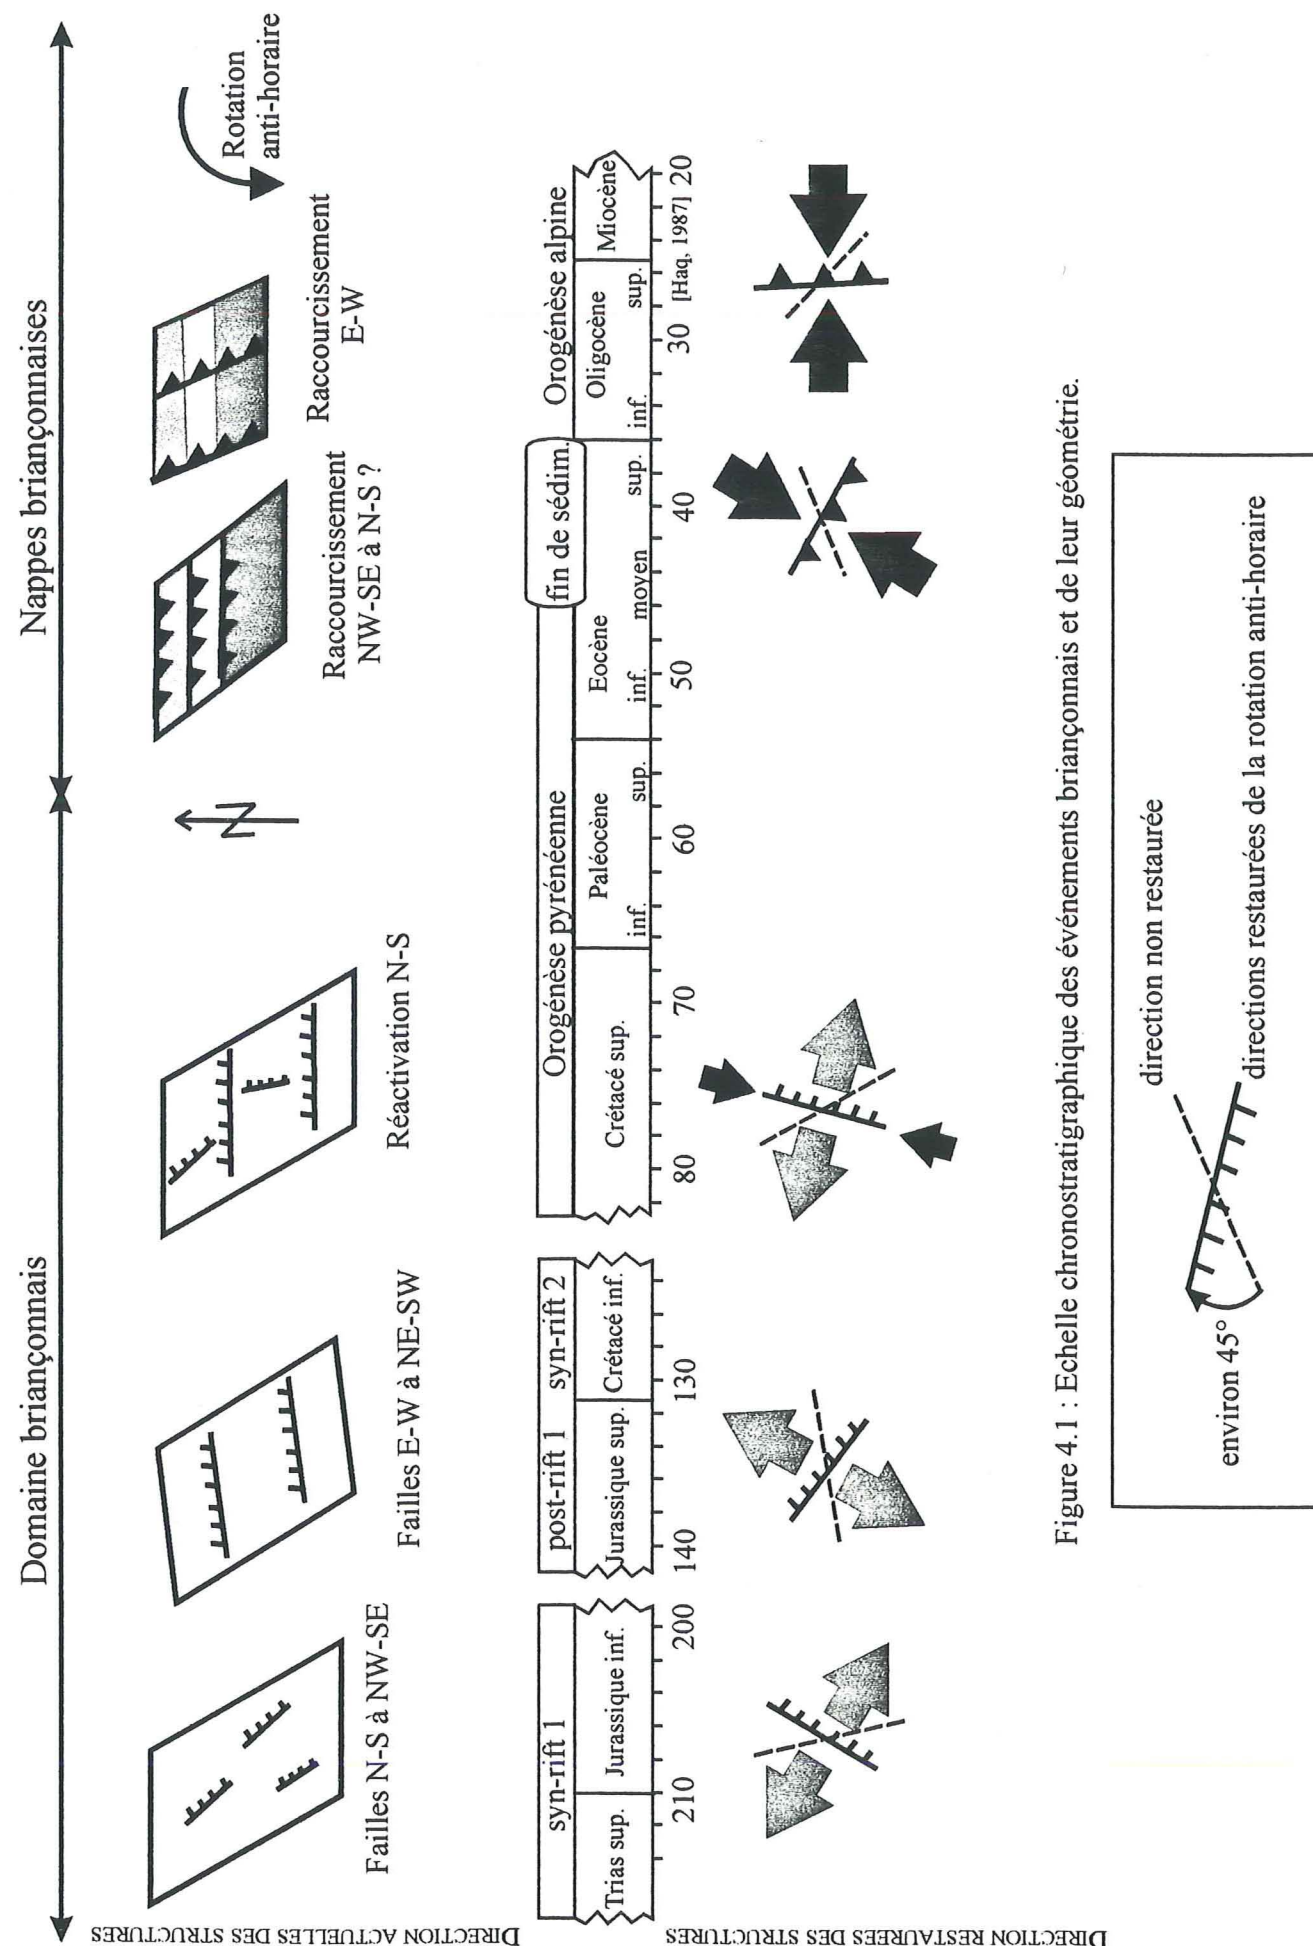 Domaine briançonnais
Nappes briançonnaises
DIRECTION ACTUELLES DES STRUCTURES
Failles N-S à NW-SE
Failles E-W à NE-SW
Réactivation N-S
N
Raccourcissement
NW-SE à N-S ?
Raccourcissement
E-W
Rotation
anti-horaire
syn-rift 1
post-rift 1
syn-rift 2
Orogénèse pyrénéenne
fin de sédim.
Orogénèse alpine
Trias sup.
Jurassique inf.
Jurassique sup.
Crétacé inf.
Crétacé sup.
Paléocène
inf.
sup.
Eocène
inf.
moyen
sup.
Oligocène
inf.
sup.
Miocène
210
200
140
130
80
70
60
50
40
30
[Haq, 1987]
20
DIRECTION RESTAURÉES DES STRUCTURES
Figure 4.1 : Echelle chronostratigraphique des événements briançonnais et de leur géométrie.
direction non restaurée
environ 45°
directions restaurées de la rotation anti-horaire